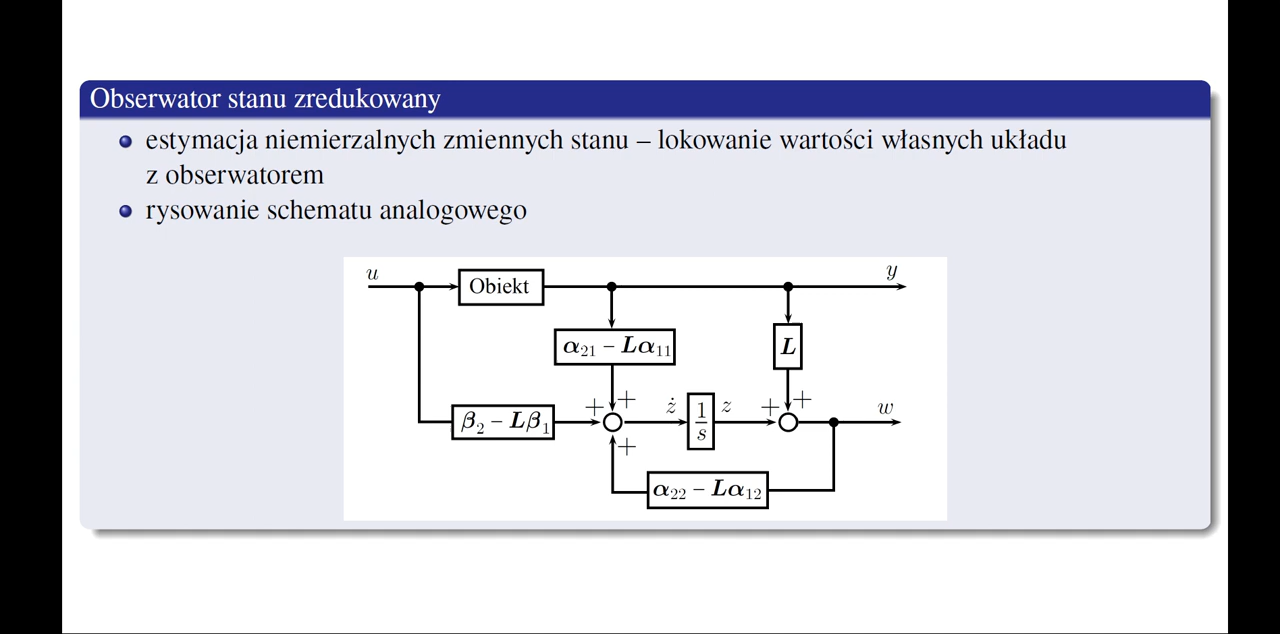 Obserwator stanu zredukowany
estymacja niemierzalnych zmiennych stanu – lokowanie wartości własnych układu
z obserwatorem
rysowanie schematu analogowego
u
y
Obiekt
α21 − Lα11
L
+ +
ż
1
s
z
+ +
w
β2 − Lβ1
+
α22 − Lα12